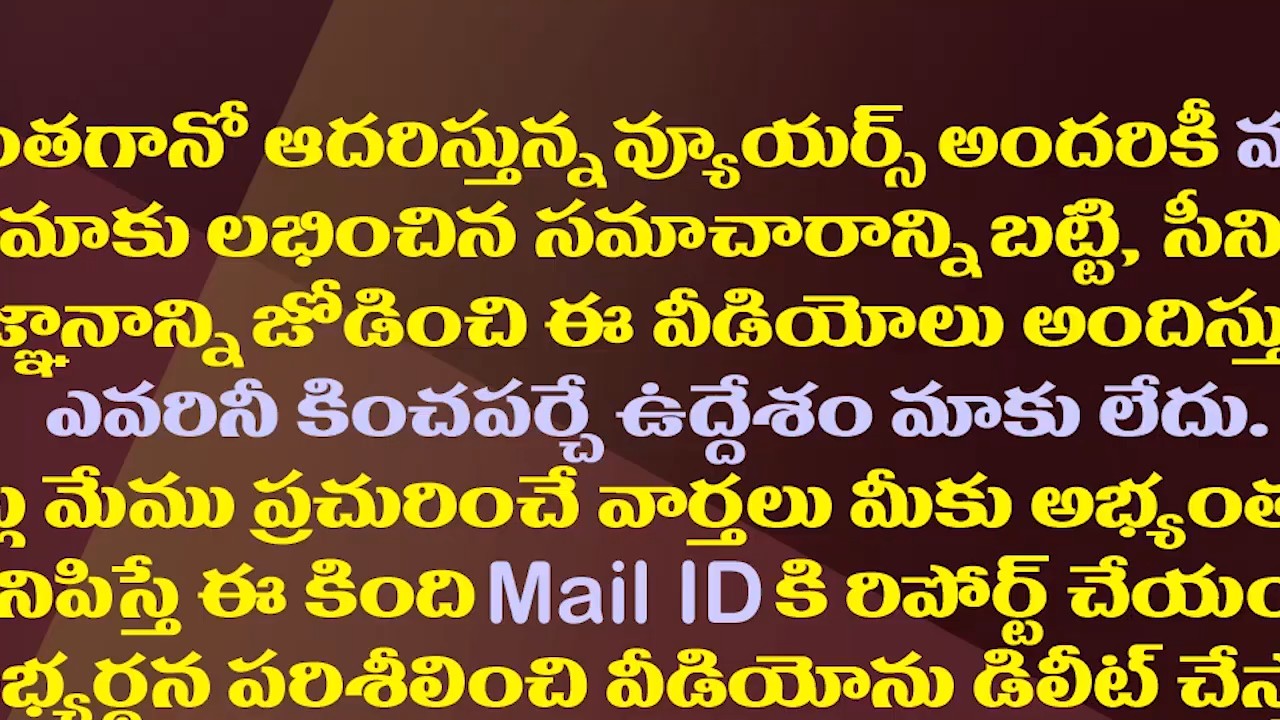 ంతగానో ఆదరిస్తున్న వ్యూయర్స్ అందరికీ
మాకు లభించిన సమాచారాన్ని బట్టి, సీని
జ్ఞానాన్ని జోడించి ఈ వీడియోలు అందిస్తు
ఎవరినీ కించపర్చే ఉద్దేశం మాకు లేదు.
మేము ప్రచురించే వార్తలు మీకు అభ్యంత
నిపిస్తే ఈ కింది Mail ID కి రిపోర్ట్ చేయం
భ్యర్థన పరిశీలించి వీడియోను డిలీట్ చేస